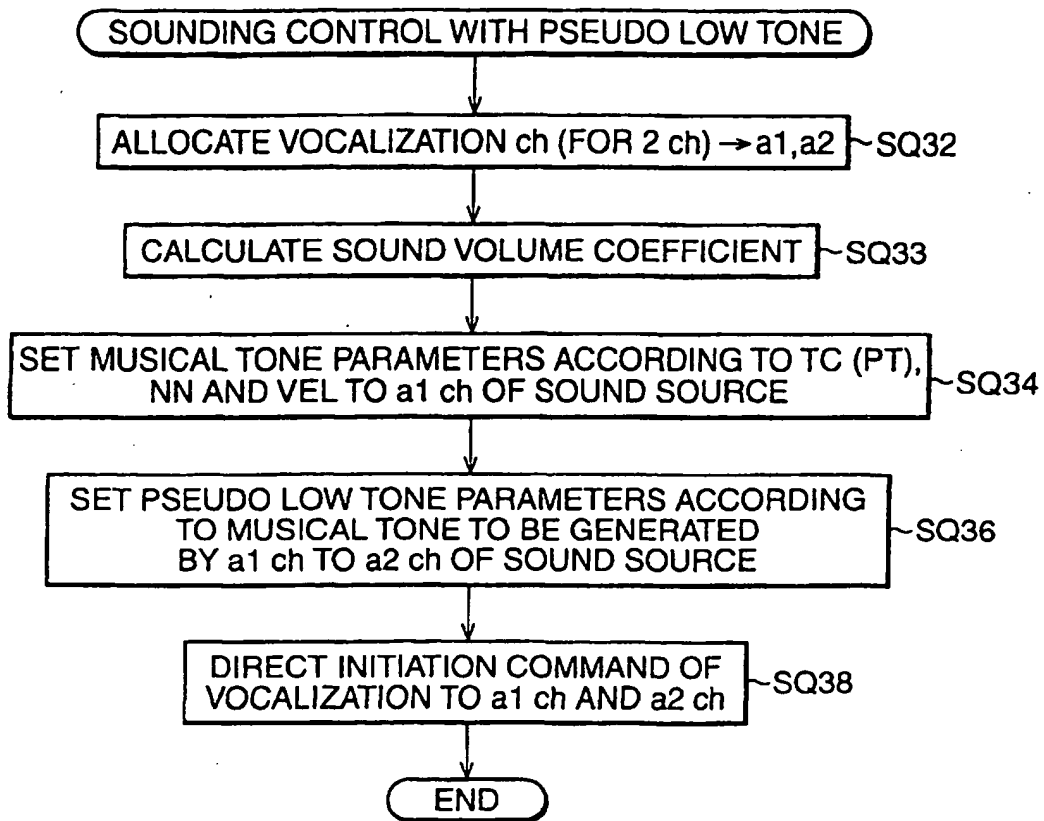 SOUNDING CONTROL WITH PSEUDO LOW TONE
ALLOCATE VOCALIZATION ch (FOR 2 ch) →a1,a2
SQ32
CALCULATE SOUND VOLUME COEFFICIENT
SQ33
SET MUSICAL TONE PARAMETERS ACCORDING TO TC (PT),
NN AND VEL TO a1 ch OF SOUND SOURCE
SQ34
SET PSEUDO LOW TONE PARAMETERS ACCORDING
TO MUSICAL TONE TO BE GENERATED
BY a1 ch TO a2 ch OF SOUND SOURCE
SQ36
DIRECT INITIATION COMMAND OF
VOCALIZATION TO a1 ch AND a2 ch
SQ38
END